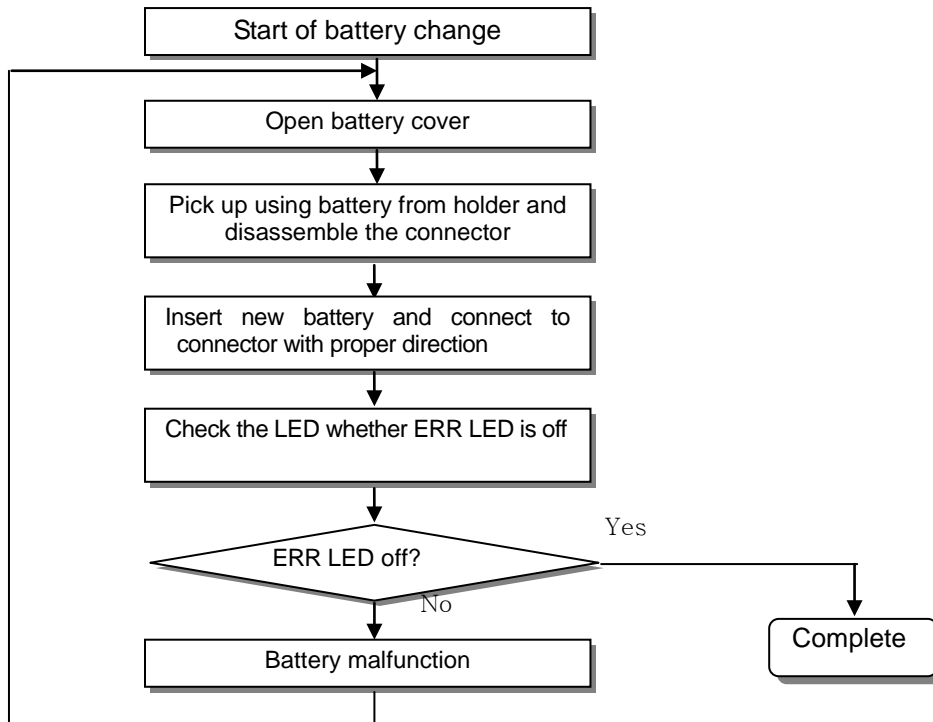 Start of battery change
Open battery cover
Pick up using battery from holder and
disassemble the connector
Insert new battery and connect to
connector with proper direction
Check the LED whether ERR LED is off
Yes
ERR LED off?
No
Complete
Battery malfunction